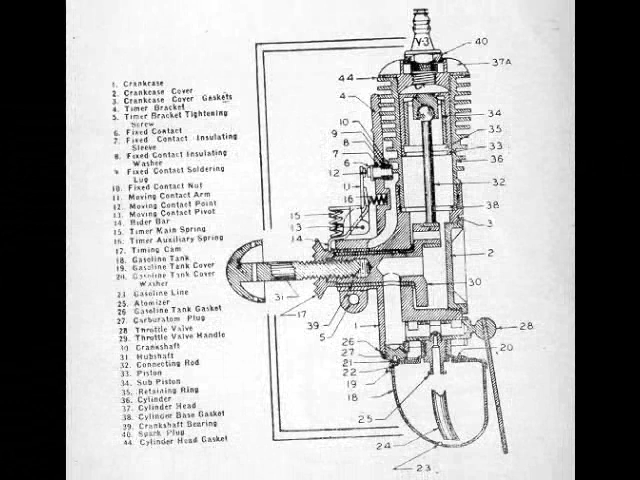 1. Crankcase
2. Crankcase Cover
3. Crankcase Cover Gaskets
4. Timer Bracket
5. Timer Bracket Tightening
Screw
6. Fixed Contact
7. Fixed Contact Insulating
Sleeve
8. Fixed Contact Insulating
Washer
9. Fixed Contact Soldering
Lug
10. Fixed Contact Nut
11. Moving Contact Arm
12. Moving Contact Point
13. Moving Contact Pivot
14. Rider Bar
15. Timer Main Spring
16. Timer Auxiliary Spring
17. Timing Cam
18. Gasoline Tank
19. Gasoline Tank Cover
20. Gasoline Tank Cover
Washer
23 Gasoline Line
25. Atomizer
26 Gasoline Tank Gasket
27. Carburetom Plug
28 Throttle Valve
29. Throttle Valve Handle
30 Crankshaft
31. Hubshaft
32. Connecting Rod
33. Piston
34. Sub Piston
35. Retaining Ring
36. Cylinder
37. Cylinder Head
38. Cylinder Base Gasket
39. Crankshaft Bearing
40. Spark Plug
44. Cylinder Head Gasket
V-3
40
37A
44
4
34
10
9
8
7
6
12
11
16
15
13
14
35
33
36
32
38
3
2
30
31
17
39
5
1
28
26
27
21
22
19
18
20
25
24
23